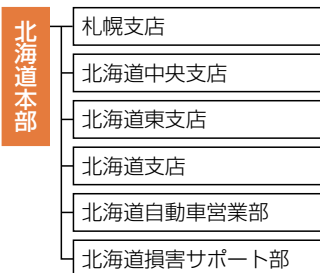 北海道本部
札幌支店
北海道中央支店
北海道東支店
北海道支店
北海道自動車営業部
北海道損害サポート部